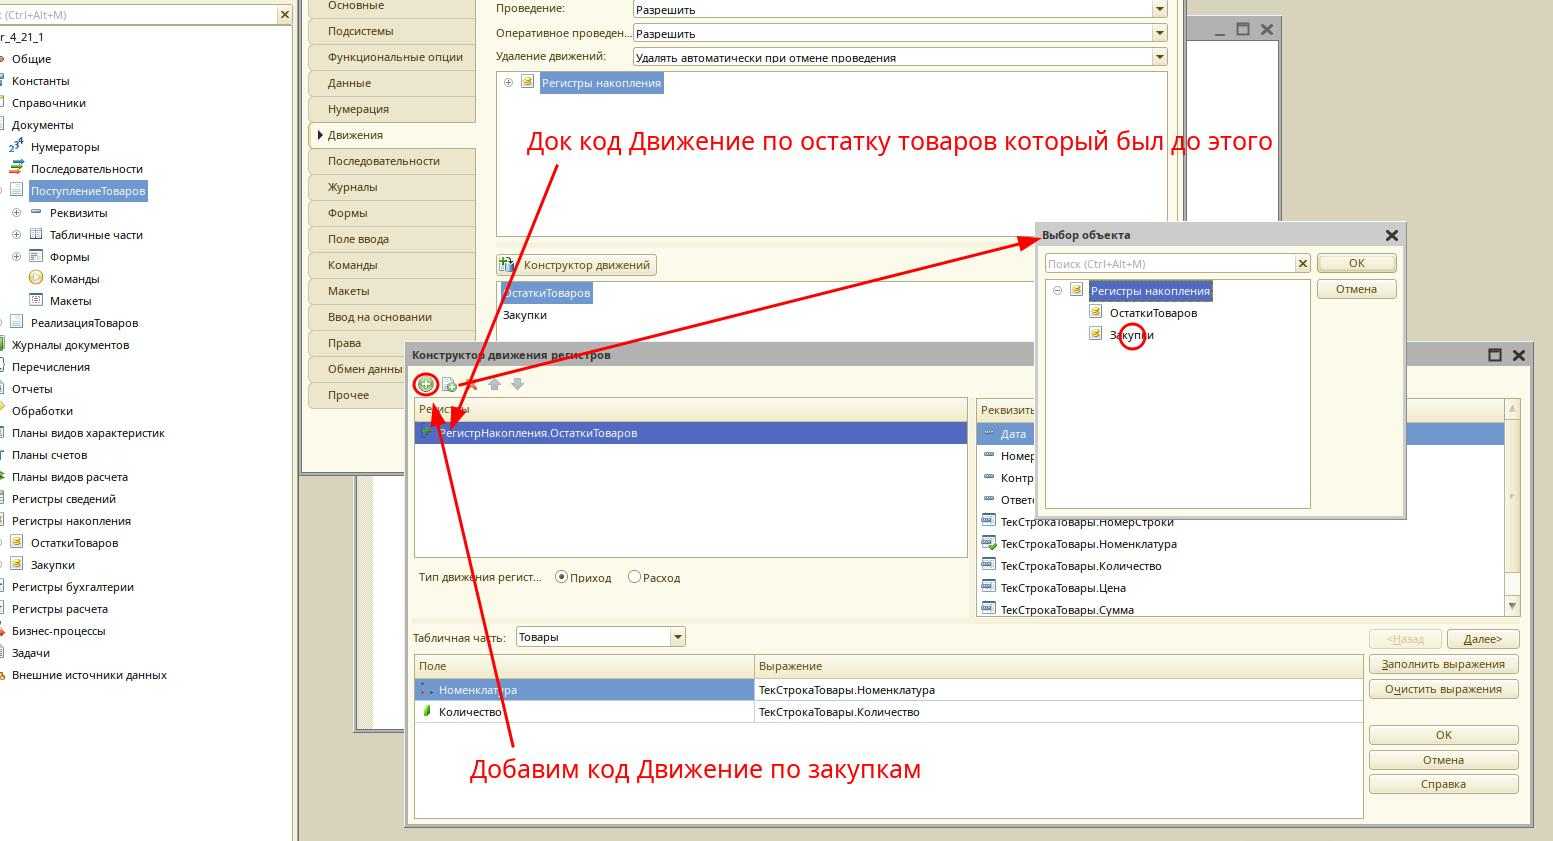 (Ctrl+Alt+M)
r_4_21_1
Общие
Константы
Справочники
Документы
Нумераторы
Последовательности
ПоступлениеТоваров
Реквизиты
Табличные части
Формы
Команды
Макеты
РеализацияТоваров
Журналы документов
Перечисления
Отчеты
Обработки
Планы видов характеристик
Планы счетов
Планы видов расчета
Регистры сведений
Регистры накопления
ОстаткиТоваров
Закупки
Регистры бухгалтерии
Регистры расчета
Бизнес-процессы
Задачи
Внешние источники данных
Основные
Подсистемы
Функциональные опции
Данные
Нумерация
Движения
Последовательности
Журналы
Формы
Поле ввода
Команды
Макеты
Ввод на основании
Права
Обмен данны
Прочее
Проведение: Разрешить
Оперативное проведен... Разрешить
Удаление движений: Удалять автоматически при отмене проведения
Регистры накопления
Док код Движение по остатку товаров который был до этого
Конструктор движений
ОстаткиТоваров
Закупки
Выбор объекта
Поиск (Ctrl+Alt+M)
OK
Отмена
Регистры накопления
ОстаткиТоваров
Закупки
Конструктор движения регистров
Регистры
РегистрНакопления.ОстаткиТоваров
Реквизить
Дата
Номер
Контр
Ответс
ТекСтрокаТовары.НомерСтроки
ТекСтрокаТовары.Номенклатура
ТекСтрокаТовары.Количество
ТекСтрокаТовары.Цена
ТекСтрокаТовары.Сумма
Тип движения регист... Приход Расход
Табличная часть: Товары
<Назад Далее>
Поле Выражение
Номенклатура ТекСтрокаТовары.Номенклатура
Количество ТекСтрокаТовары.Количество
Заполнить выражения
Очистить выражения
OK
Отмена
Справка
Добавим код Движение по закупкам